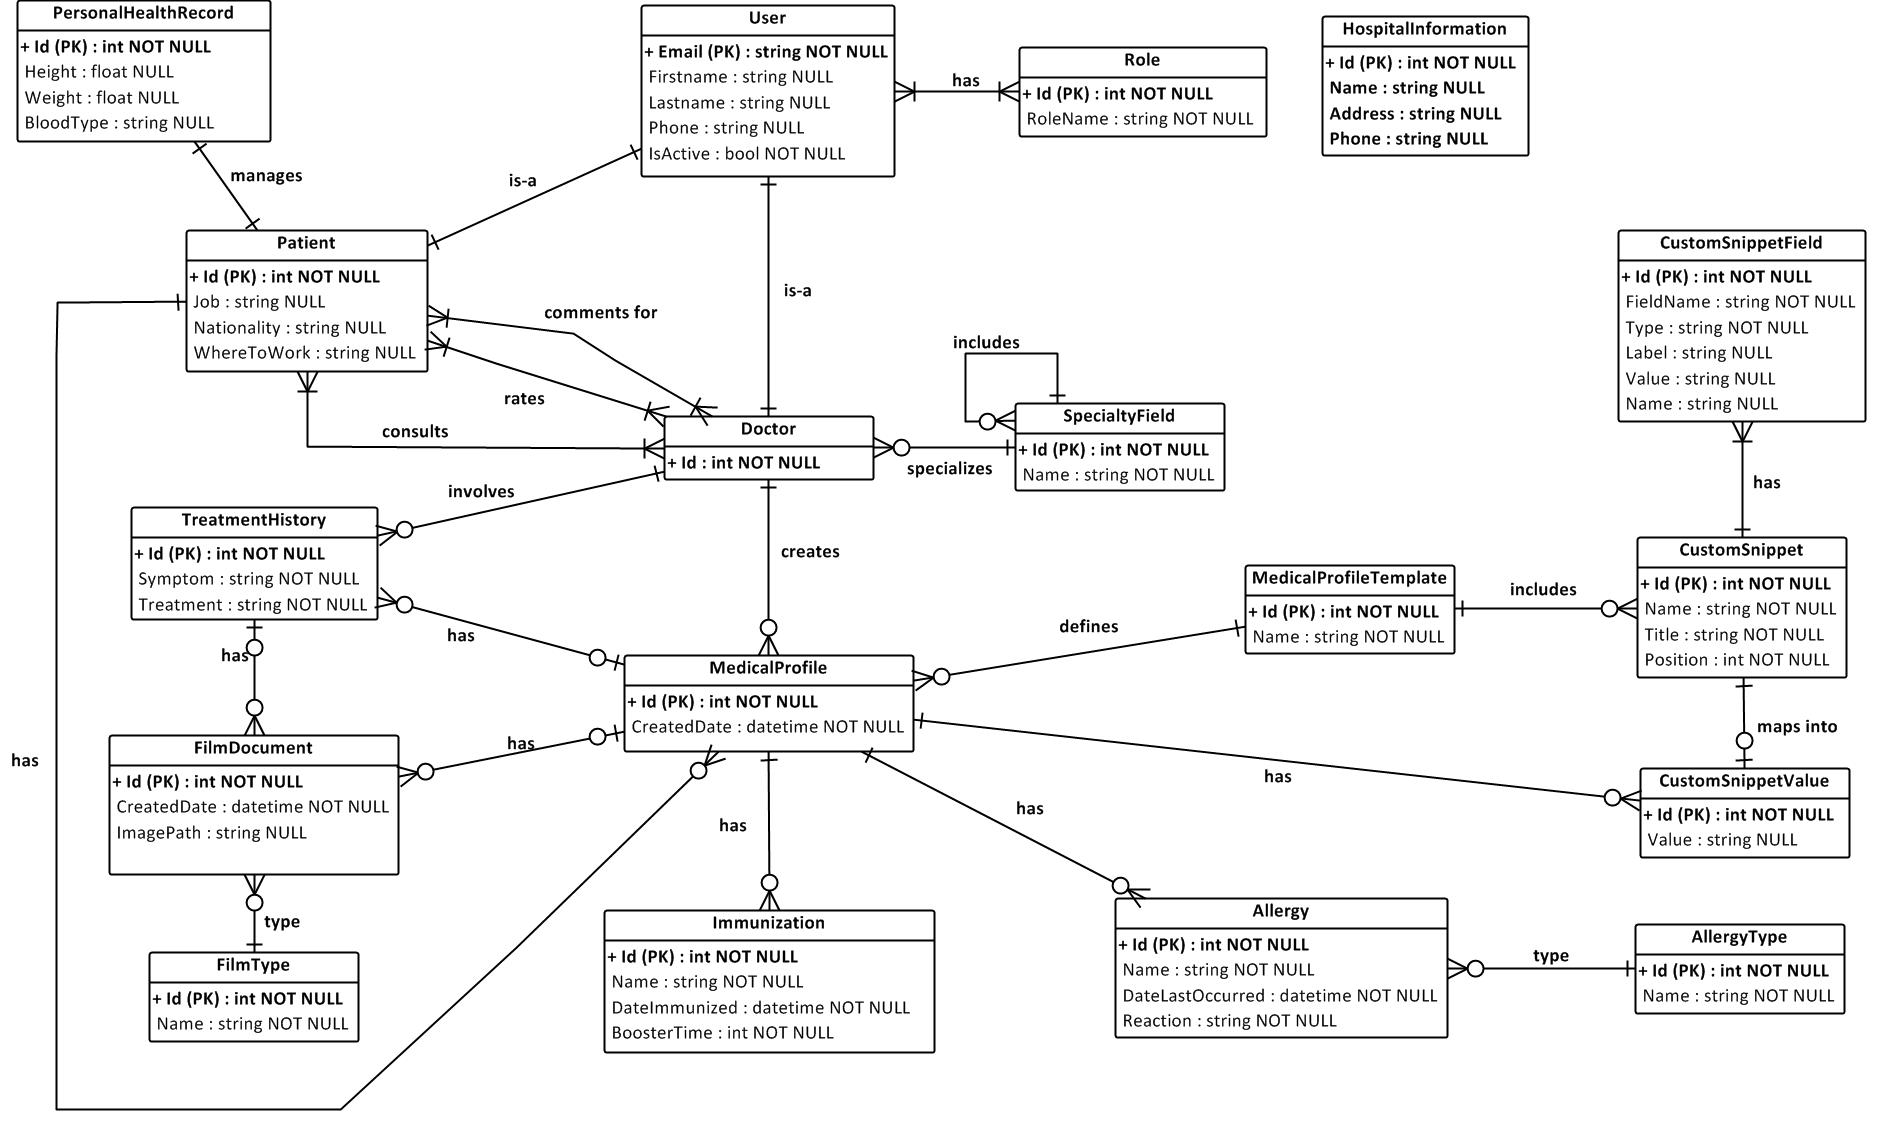 PersonalHealthRecord
+ Id (PK) : int NOT NULL
Height : float NULL
Weight : float NULL
BloodType : string NULL
User
+ Email (PK) : string NOT NULL
Firstname : string NULL
Lastname : string NULL
Phone : string NULL
IsActive : bool NOT NULL
has
Role
+ Id (PK) : int NOT NULL
RoleName : string NOT NULL
HospitalInformation
+ Id (PK) : int NOT NULL
Name : string NULL
Address : string NULL
Phone : string NULL
manages
is-a
Patient
+ Id (PK) : int NOT NULL
Job : string NULL
Nationality : string NULL
WhereToWork : string NULL
is-a
comments for
rates
consults
includes
CustomSnippetField
+ Id (PK) : int NOT NULL
FieldName : string NOT NULL
Type : string NOT NULL
Label : string NULL
Value : string NULL
Name : string NULL
Doctor
+ Id : int NOT NULL
specializes
SpecialtyField
+ Id (PK) : int NOT NULL
Name : string NOT NULL
has
involves
TreatmentHistory
+ Id (PK) : int NOT NULL
Symptom : string NOT NULL
Treatment : string NOT NULL
creates
MedicalProfileTemplate
+ Id (PK) : int NOT NULL
Name : string NOT NULL
includes
CustomSnippet
+ Id (PK) : int NOT NULL
Name : string NOT NULL
Title : string NOT NULL
Position : int NOT NULL
has
has
defines
MedicalProfile
+ Id (PK) : int NOT NULL
CreatedDate : datetime NOT NULL
maps into
has
has
FilmDocument
+ Id (PK) : int NOT NULL
CreatedDate : datetime NOT NULL
ImagePath : string NULL
has
has
has
CustomSnippetValue
+ Id (PK) : int NOT NULL
Value : string NULL
type
FilmType
+ Id (PK) : int NOT NULL
Name : string NOT NULL
Immunization
+ Id (PK) : int NOT NULL
Name : string NOT NULL
DateImmunized : datetime NOT NULL
BoosterTime : int NOT NULL
Allergy
+ Id (PK) : int NOT NULL
Name : string NOT NULL
DateLastOccurred : datetime NOT NULL
Reaction : string NOT NULL
type
AllergyType
+ Id (PK) : int NOT NULL
Name : string NOT NULL